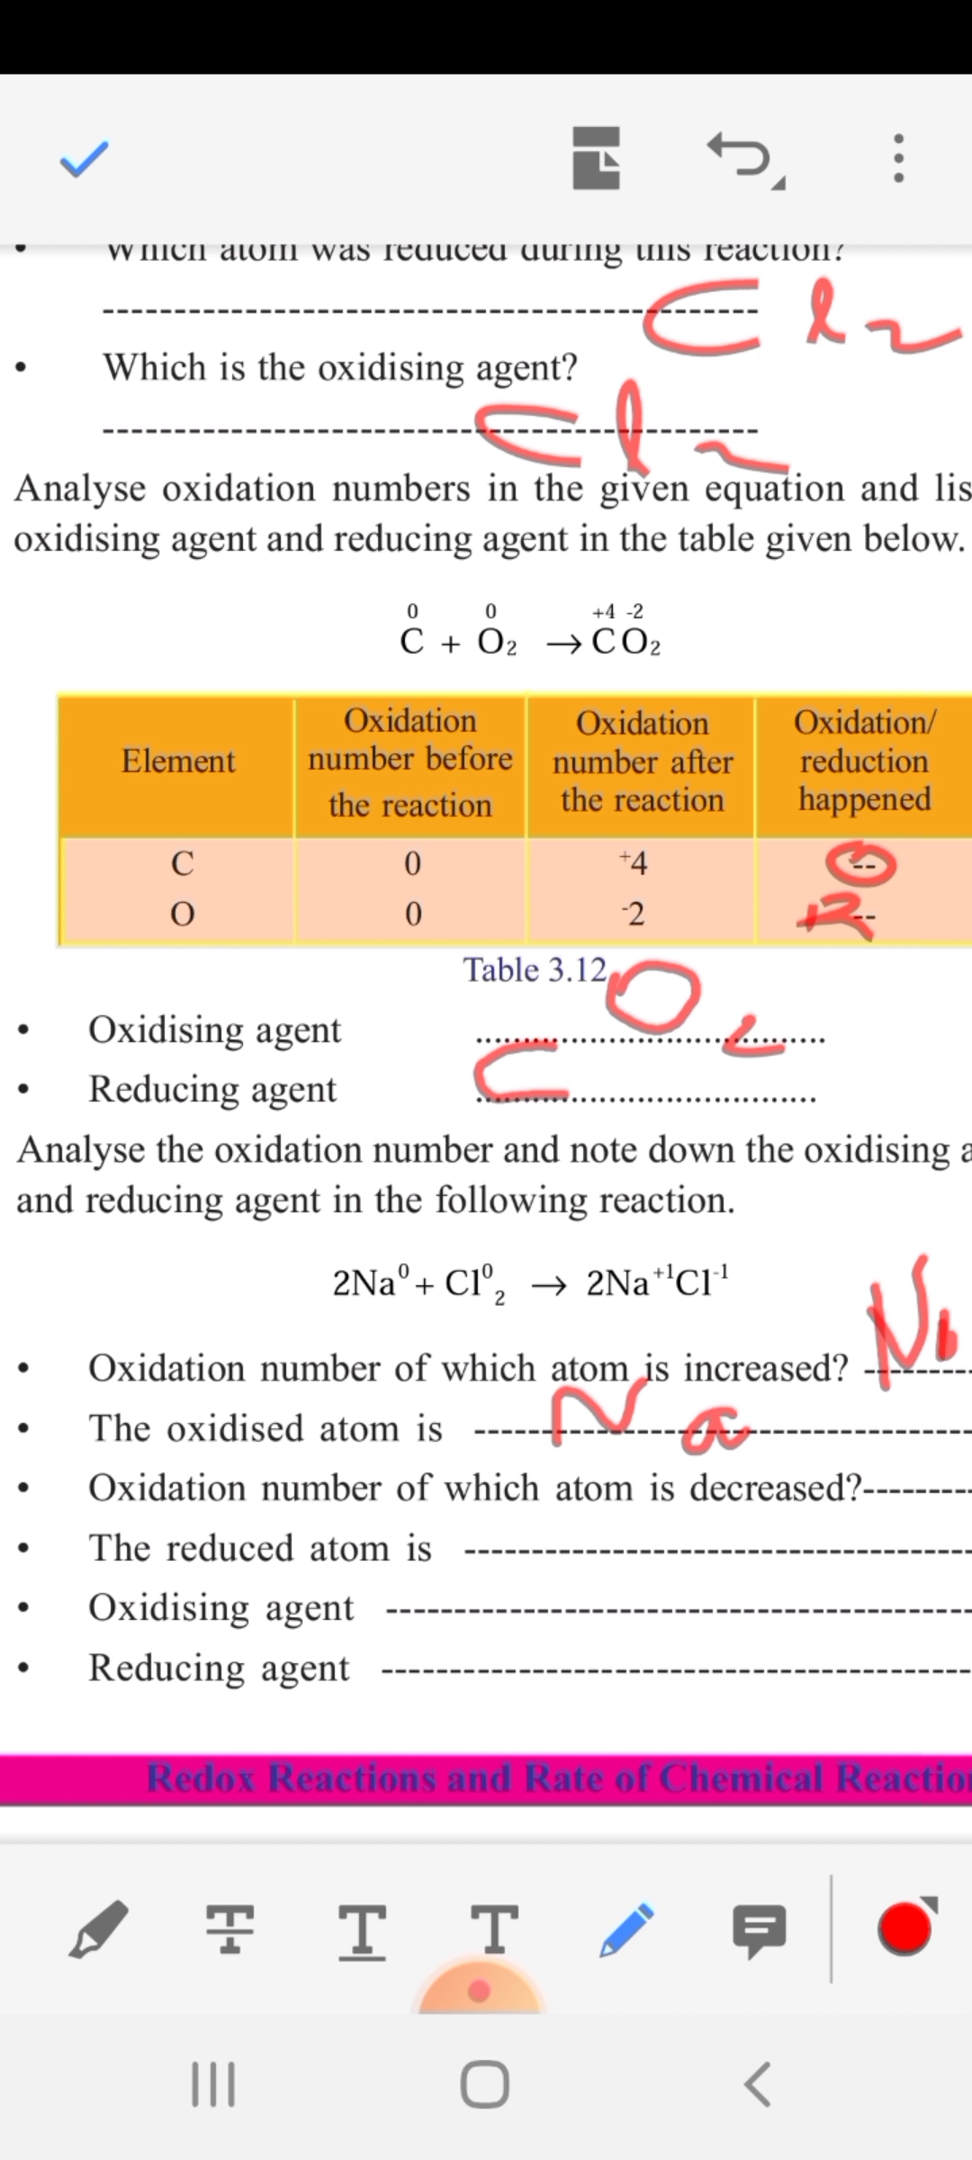 Which atom was reduced during this reaction?
Cl2
• Which is the oxidising agent?
Cl2
Analyse oxidation numbers in the given equation and lis
oxidising agent and reducing agent in the table given below.
0 0 +4 -2
C + O2 → CO2
Element | Oxidation number before the reaction | Oxidation number after the reaction | Oxidation/ reduction happened
C 0 +4 -- O
O 0 -2 -- R
Table 3.12
• Oxidising agent O2
• Reducing agent C
Analyse the oxidation number and note down the oxidising a
and reducing agent in the following reaction.
2Na⁰ + Cl⁰₂ → 2Na⁺¹Cl⁻¹
• Oxidation number of which atom is increased?
• The oxidised atom is Na
• Oxidation number of which atom is decreased?
• The reduced atom is
• Oxidising agent
• Reducing agent
Redox Reactions and Rate of Chemical Reactio